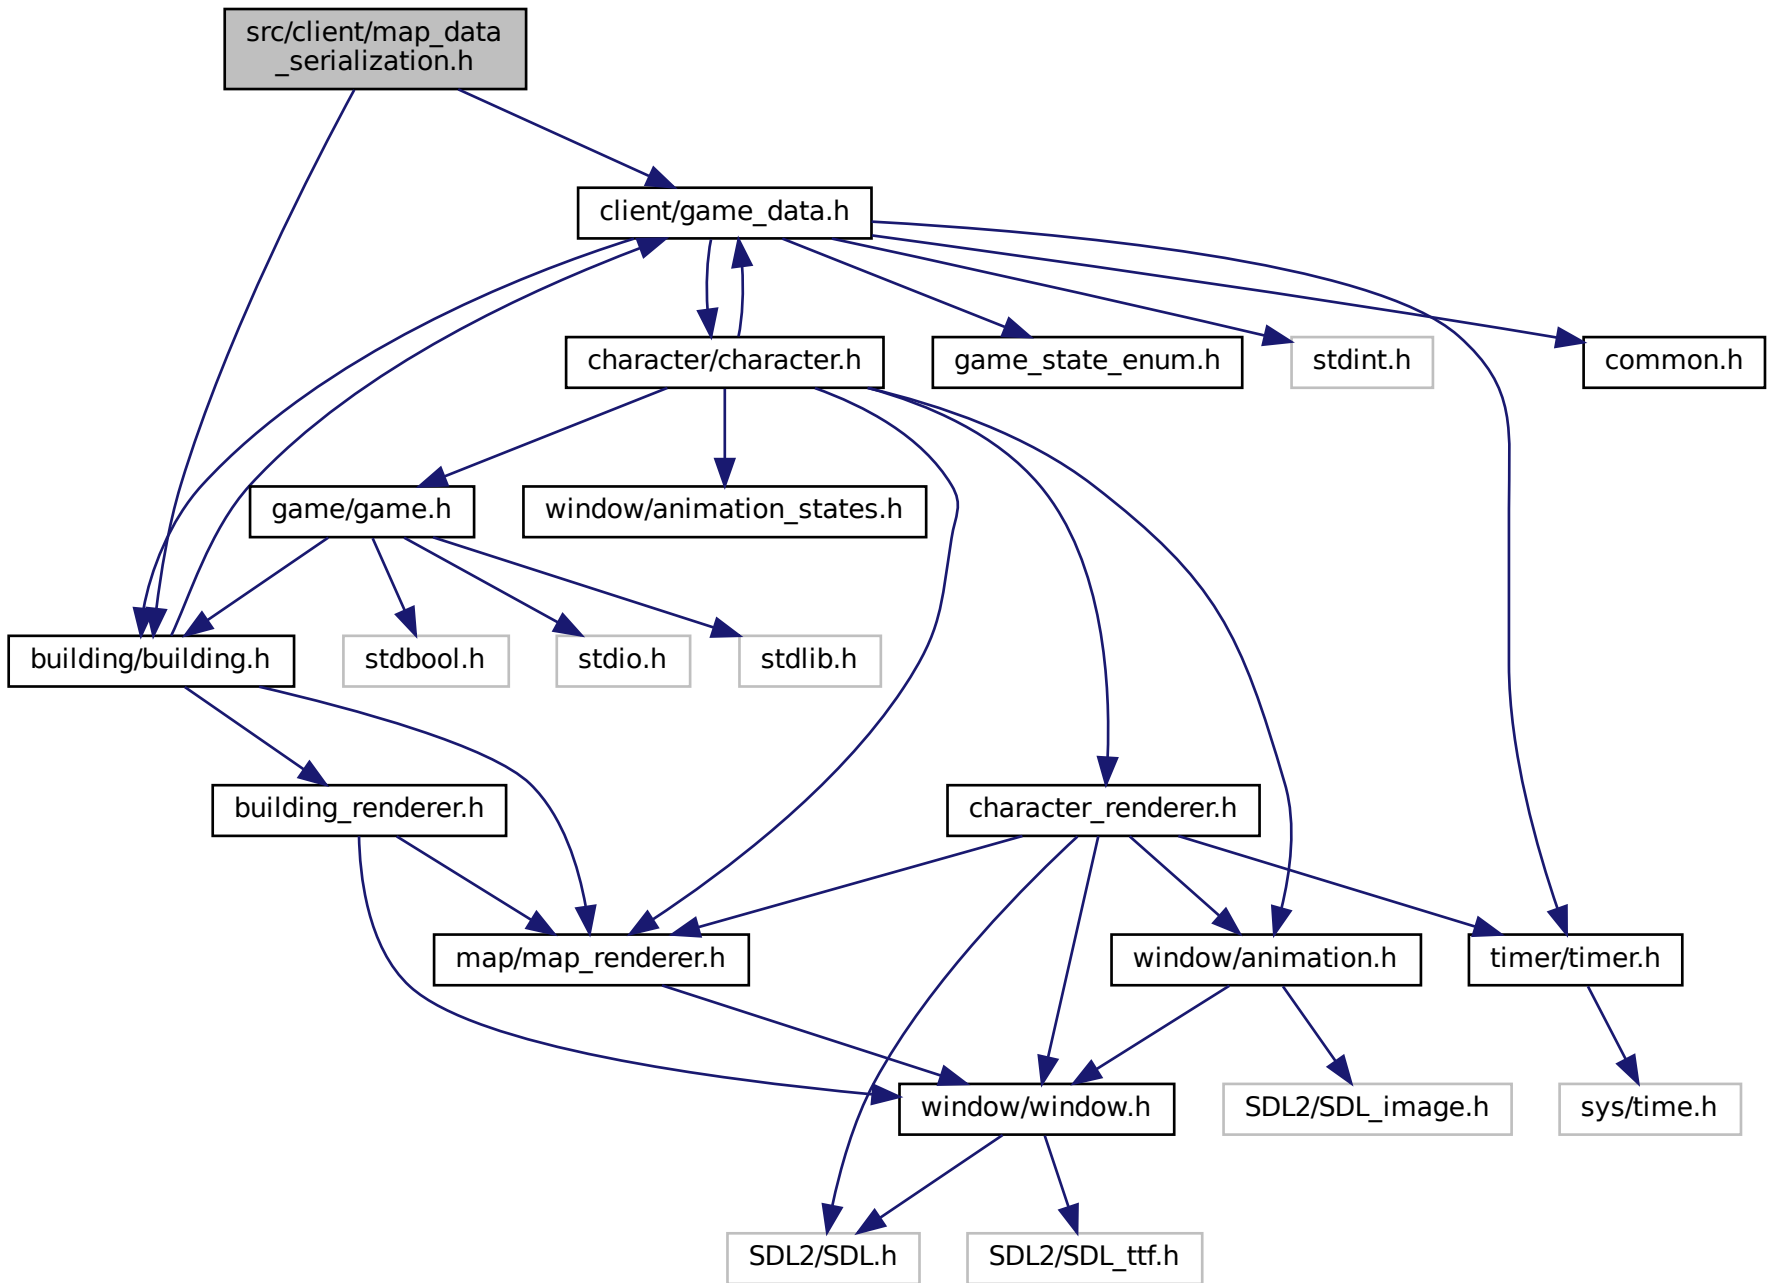 src/client/map_data
_serialization.h
client/game_data.h
character/character.h
game_state_enum.h
stdint.h
common.h
game/game.h
window/animation_states.h
building/building.h
stdbool.h
stdio.h
stdlib.h
building_renderer.h
character_renderer.h
map/map_renderer.h
window/animation.h
timer/timer.h
window/window.h
SDL2/SDL_image.h
sys/time.h
SDL2/SDL.h
SDL2/SDL_ttf.h